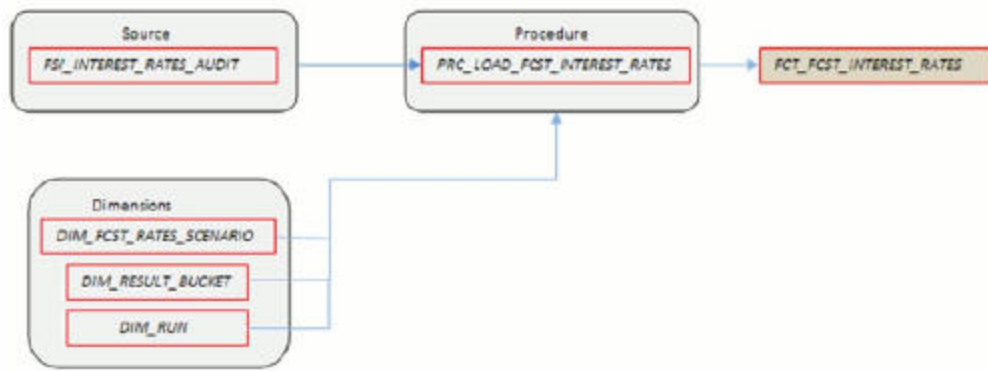 Source
FSI_INTEREST_RATES_AUDIT
Procedure
PRC_LOAD_FCST_INTEREST_RATES
FCT_FCST_INTEREST_RATES
Dimensions
DIM_FCST_RATES_SCENARIO
DIM_RESULT_BUCKET
DIM_RUN